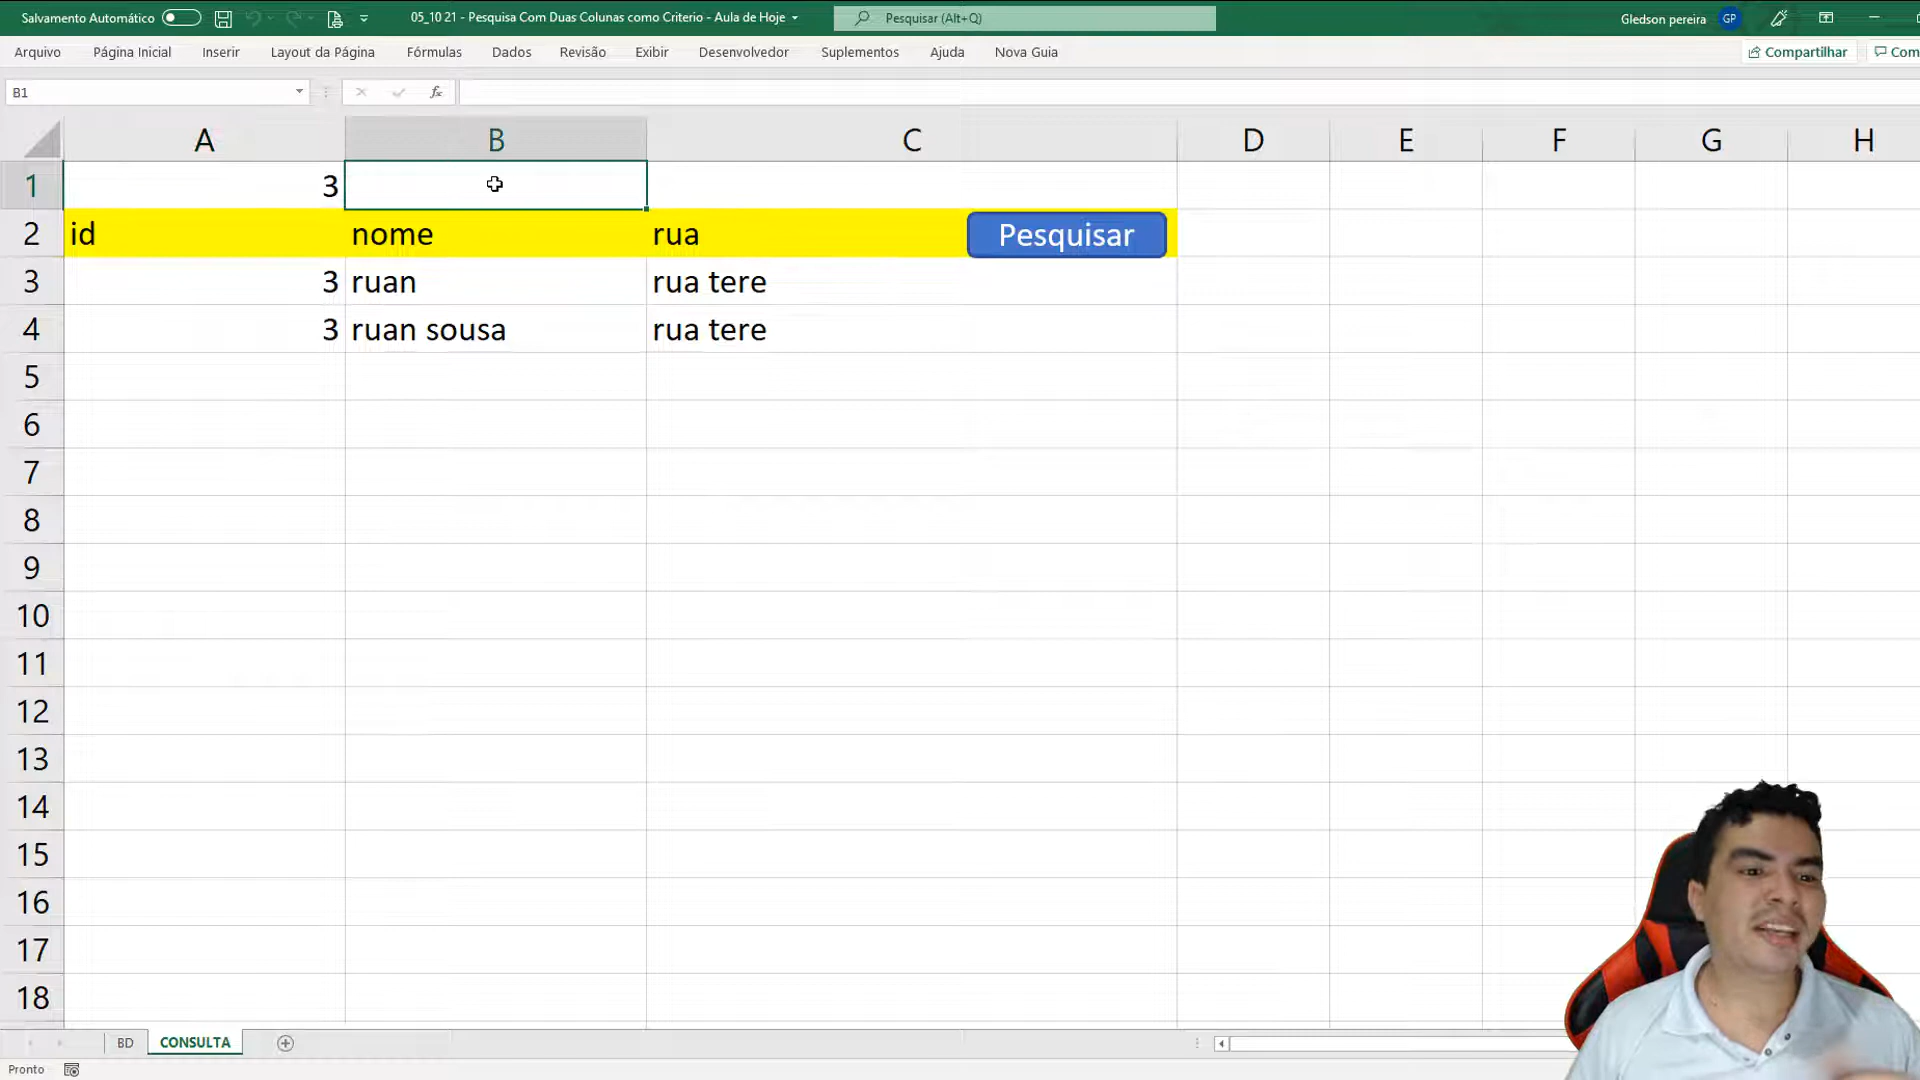 Salvamento Automático
05_10 21 - Pesquisa Com Duas Colunas como Criterio - Aula de Hoje
Pesquisar (Alt+Q)
Gledson pereira GP
Arquivo Página Inicial Inserir Layout da Página Fórmulas Dados Revisão Exibir Desenvolvedor Suplementos Ajuda Nova Guia
Compartilhar Com
B1 fx
A B C D E F G H
1 3
2 id nome rua Pesquisar
3 3 ruan rua tere
4 3 ruan sousa rua tere
5
6
7
8
9
10
11
12
13
14
15
16
17
18
BD CONSULTA
Pronto